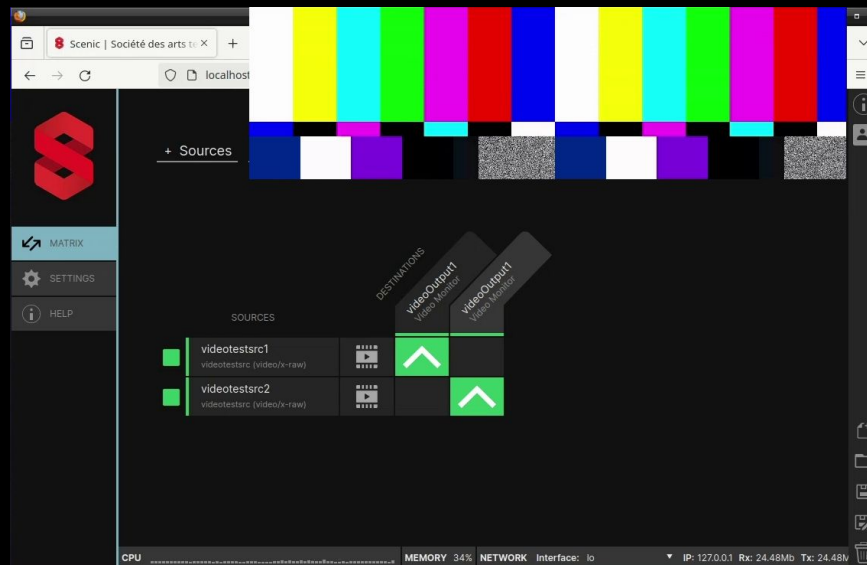 Scenic | Société des arts te
localhost
+ Sources
MATRIX
SETTINGS
HELP
DESTINATIONS
videoOutput1
Video Monitor
videoOutput1
Video Monitor
SOURCES
videotestsrc1
videotestsrc (video/x-raw)
videotestsrc2
videotestsrc (video/x-raw)
CPU
MEMORY 34% NETWORK Interface: lo ▼ IP: 127.0.0.1 Rx: 24.48Mb Tx: 24.48M